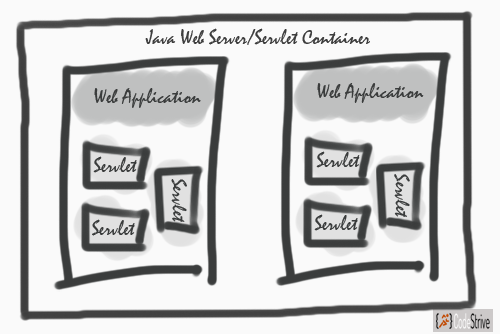 Java Web Server/Servlet Container
Web Application
Servlet
Servlet
Servlet
Web Application
Servlet
Servlet
Servlet
CodeStrive